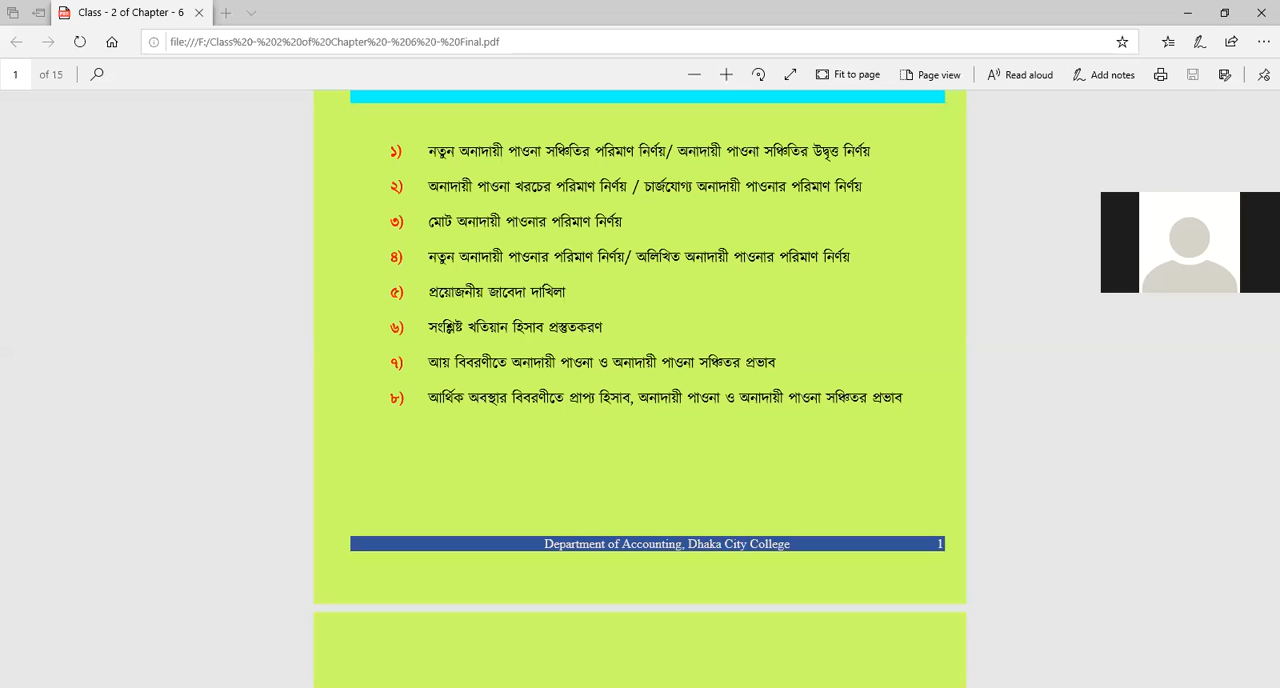 Class - 2 of Chapter - 6
file:///F:/Class%20-%202%20of%20Chapter%20-%206%20-%20Final.pdf
1 of 15
Fit to page
Page view
Read aloud
Add notes
১) নতুন অনাদায়ী পাওনা সঞ্চিতির পরিমাণ নির্ণয়/ অনাদায়ী পাওনা সঞ্চিতির উদ্বৃত্ত নির্ণয়
২) অনাদায়ী পাওনা খরচের পরিমাণ নির্ণয় / চার্জযোগ্য অনাদায়ী পাওনার পরিমাণ নির্ণয়
৩) মোট অনাদায়ী পাওনার পরিমাণ নির্ণয়
৪) নতুন অনাদায়ী পাওনার পরিমাণ নির্ণয়/ অলিখিত অনাদায়ী পাওনার পরিমাণ নির্ণয়
৫) প্রয়োজনীয় জাবেদা দাখিলা
৬) সংশ্লিষ্ট খতিয়ান হিসাব প্রস্তুতকরণ
৭) আয় বিবরণীতে অনাদায়ী পাওনা ও অনাদায়ী পাওনা সঞ্চিতর প্রভাব
৮) আর্থিক অবস্থার বিবরণীতে প্রাপ্য হিসাব, অনাদায়ী পাওনা ও অনাদায়ী পাওনা সঞ্চিতর প্রভাব
Department of Accounting, Dhaka City College 1